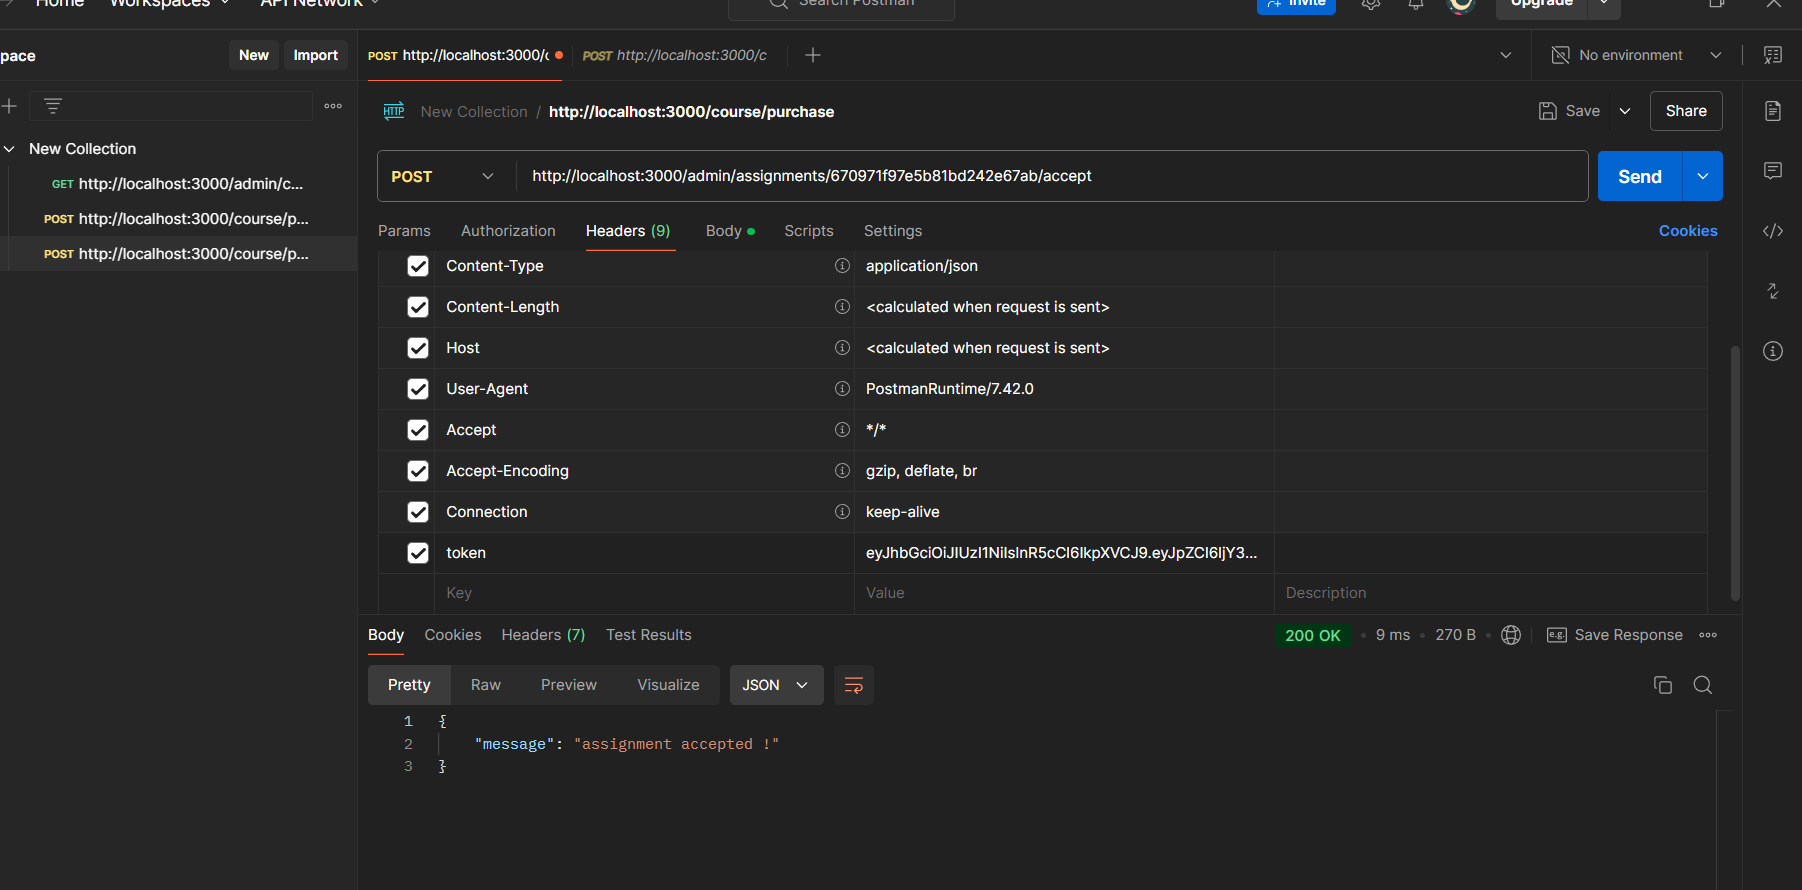 Home Workspaces API Network Search Postman Invite Upgrade
pace New Import POST http://localhost:3000/c POST http://localhost:3000/c No environment
New Collection / http://localhost:3000/course/purchase Save Share
New Collection
GET http://localhost:3000/admin/c...
POST http://localhost:3000/course/p...
POST http://localhost:3000/course/p...
POST http://localhost:3000/admin/assignments/670971f97e5b81bd242e67ab/accept Send
Params Authorization Headers (9) Body Scripts Settings Cookies
Content-Type application/json
Content-Length <calculated when request is sent>
Host <calculated when request is sent>
User-Agent PostmanRuntime/7.42.0
Accept */*
Accept-Encoding gzip, deflate, br
Connection keep-alive
token eyJhbGciOiJIUzI1NiIsInR5cCI6IkpXVCJ9.eyJpZCI6IjY3...
Key Value Description
Body Cookies Headers (7) Test Results 200 OK 9 ms 270 B e.g. Save Response
Pretty Raw Preview Visualize JSON
1 {
2 "message": "assignment accepted !"
3 }